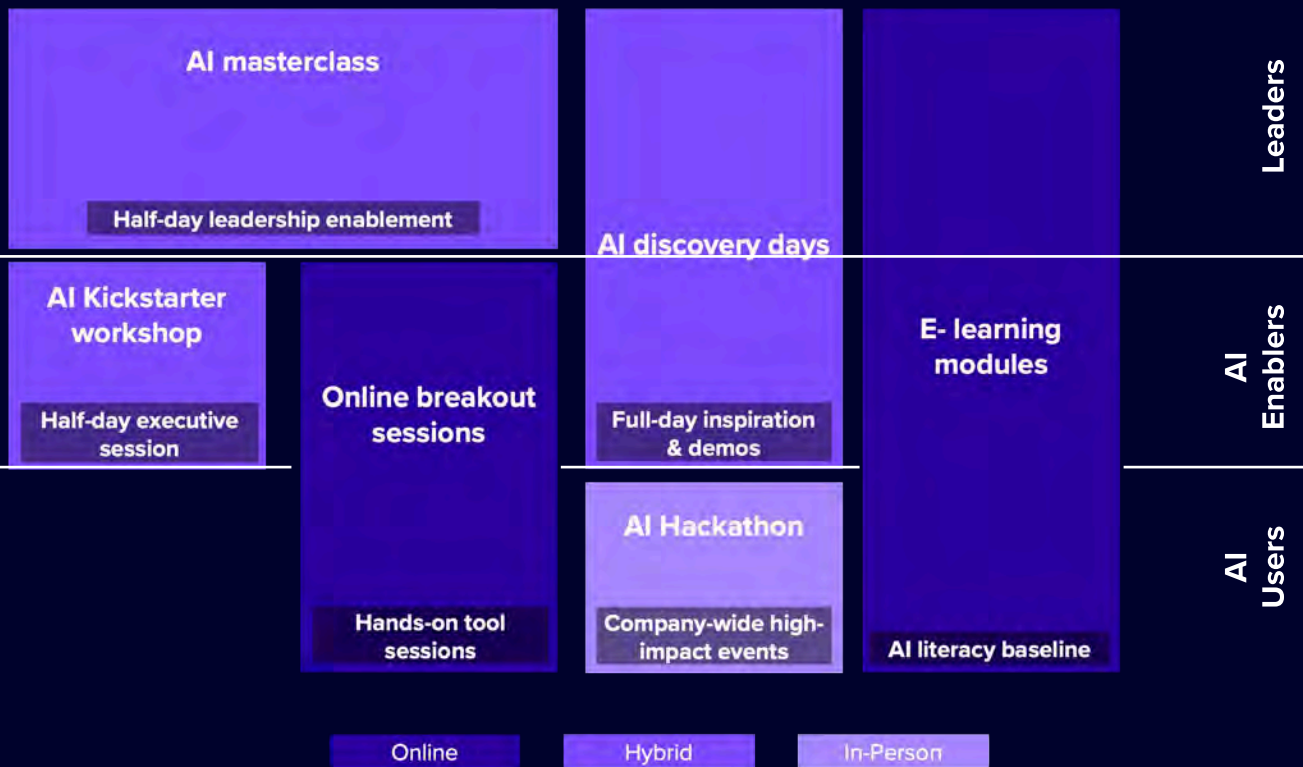 AI masterclass
Half-day leadership enablement
AI discovery days
Full-day inspiration
& demos
E- learning
modules
AI literacy baseline
Leaders
AI Kickstarter
workshop
Half-day executive
session
Online breakout
sessions
Hands-on tool
sessions
AI
Enablers
AI Hackathon
Company-wide high-
impact events
AI
Users
Online
Hybrid
In-Person